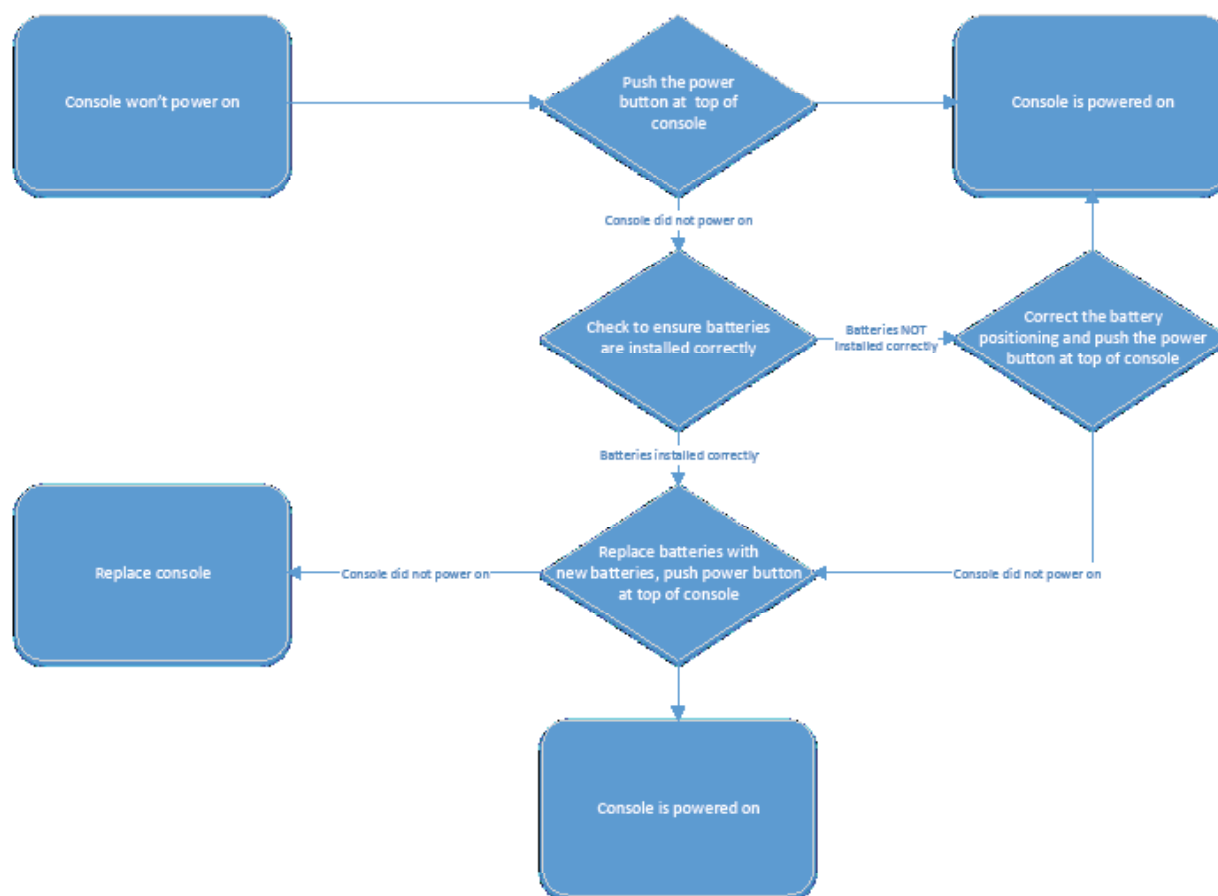 Console won't power on
Push the power
button at top of
console
Console is powered on
Console did not power on
Check to ensure batteries
are installed correctly
Batteries NOT
Installed correctly
Correct the battery
positioning and push the power
button at top of console
Batteries installed correctly
Replace console
Console did not power on
Replace batteries with
new batteries, push power button
at top of console
Console did not power on
Console is powered on